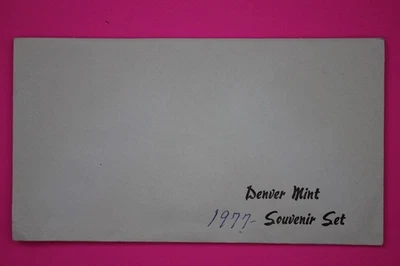 Denver Mint
1977- Souvenir Set